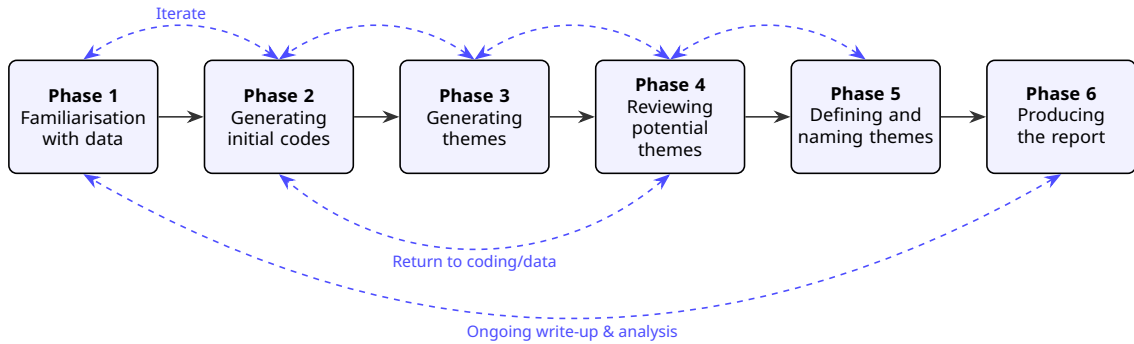 Iterate
Phase 1
Familiarisation
with data
Phase 2
Generating
initial codes
Phase 3
Generating
themes
Phase 4
Reviewing
potential
themes
Phase 5
Defining and
naming themes
Phase 6
Producing
the report
Return to coding/data
Ongoing write-up & analysis